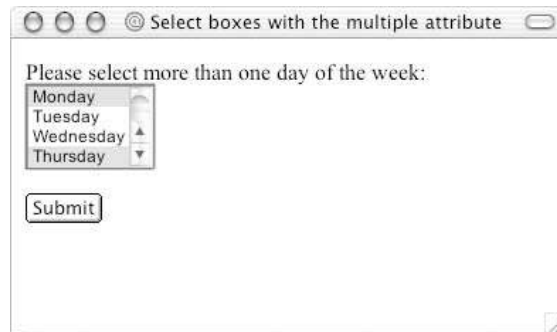 Select boxes with the multiple attribute
Please select more than one day of the week:
Monday
Tuesday
Wednesday
Thursday
Submit